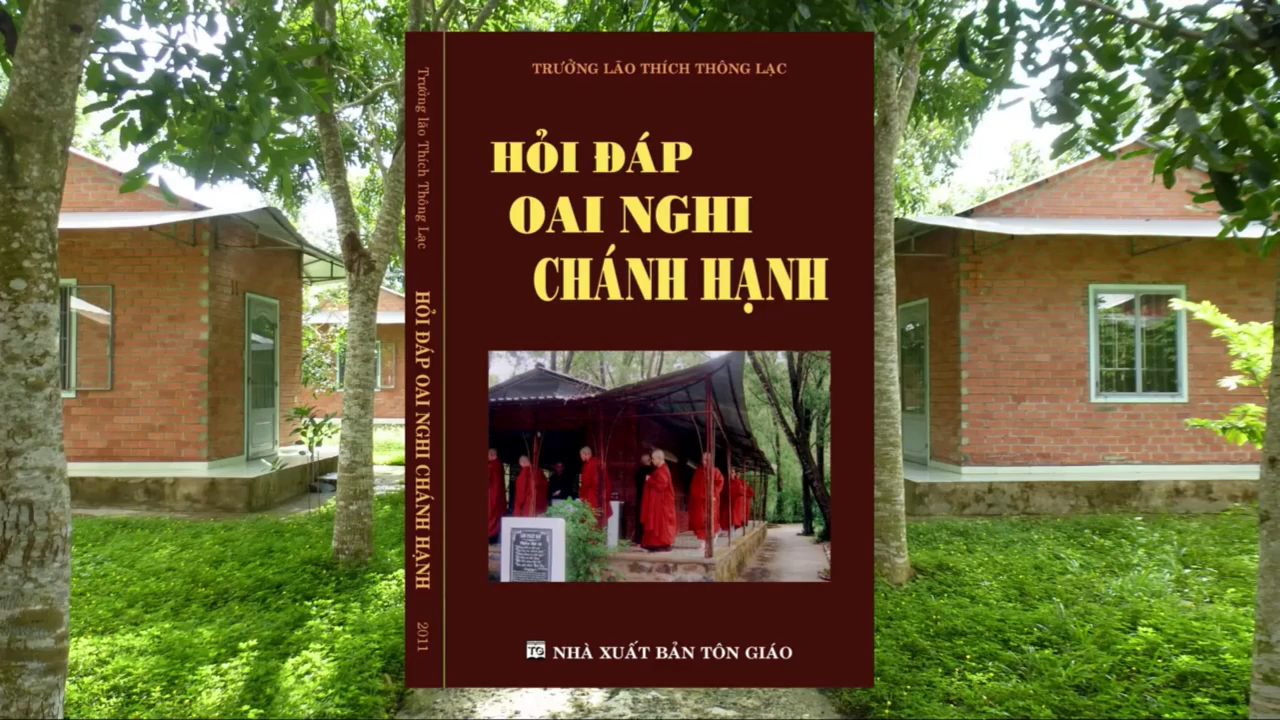 Trưởng lão Thích Thông Lạc
HỎI ĐÁP OAI NGHI CHÁNH HẠNH
2011
TRƯỞNG LÃO THÍCH THÔNG LẠC
HỎI ĐÁP
OAI NGHI
CHÁNH HẠNH
TG NHÀ XUẤT BẢN TÔN GIÁO